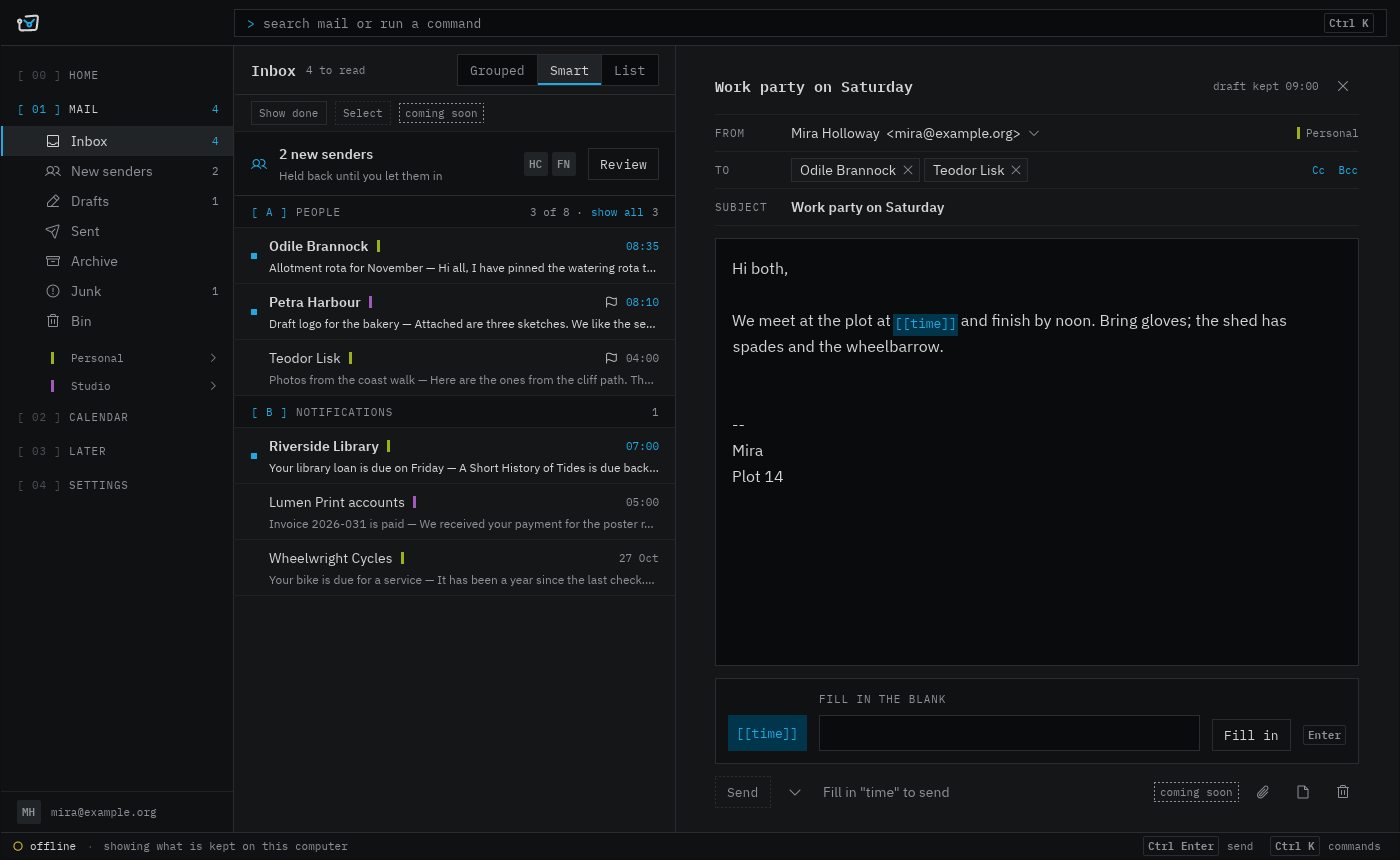 > search mail or run a command Ctrl K
[ 00 ] HOME
[ 01 ] MAIL 4
Inbox 4
New senders 2
Drafts 1
Sent
Archive
Junk 1
Bin
Personal
Studio
[ 02 ] CALENDAR
[ 03 ] LATER
[ 04 ] SETTINGS
MH mira@example.org
Inbox 4 to read Grouped Smart List
Show done Select coming soon
2 new senders
Held back until you let them in
HC FN Review
[ A ] PEOPLE 3 of 8 · show all 3
Odile Brannock 08:35
Allotment rota for November — Hi all, I have pinned the watering rota t...
Petra Harbour 08:10
Draft logo for the bakery — Attached are three sketches. We like the se...
Teodor Lisk 04:00
Photos from the coast walk — Here are the ones from the cliff path. Th...
[ B ] NOTIFICATIONS 1
Riverside Library 07:00
Your library loan is due on Friday — A Short History of Tides is due back...
Lumen Print accounts 05:00
Invoice 2026-031 is paid — We received your payment for the poster r...
Wheelwright Cycles 27 Oct
Your bike is due for a service — It has been a year since the last check....
Work party on Saturday draft kept 09:00
FROM Mira Holloway <mira@example.org> Personal
TO Odile Brannock Teodor Lisk Cc Bcc
SUBJECT Work party on Saturday
Hi both,
We meet at the plot at [[time]] and finish by noon. Bring gloves; the shed has
spades and the wheelbarrow.
--
Mira
Plot 14
FILL IN THE BLANK
[[time]] Fill in Enter
Send Fill in "time" to send coming soon
offline · showing what is kept on this computer Ctrl Enter send Ctrl K commands